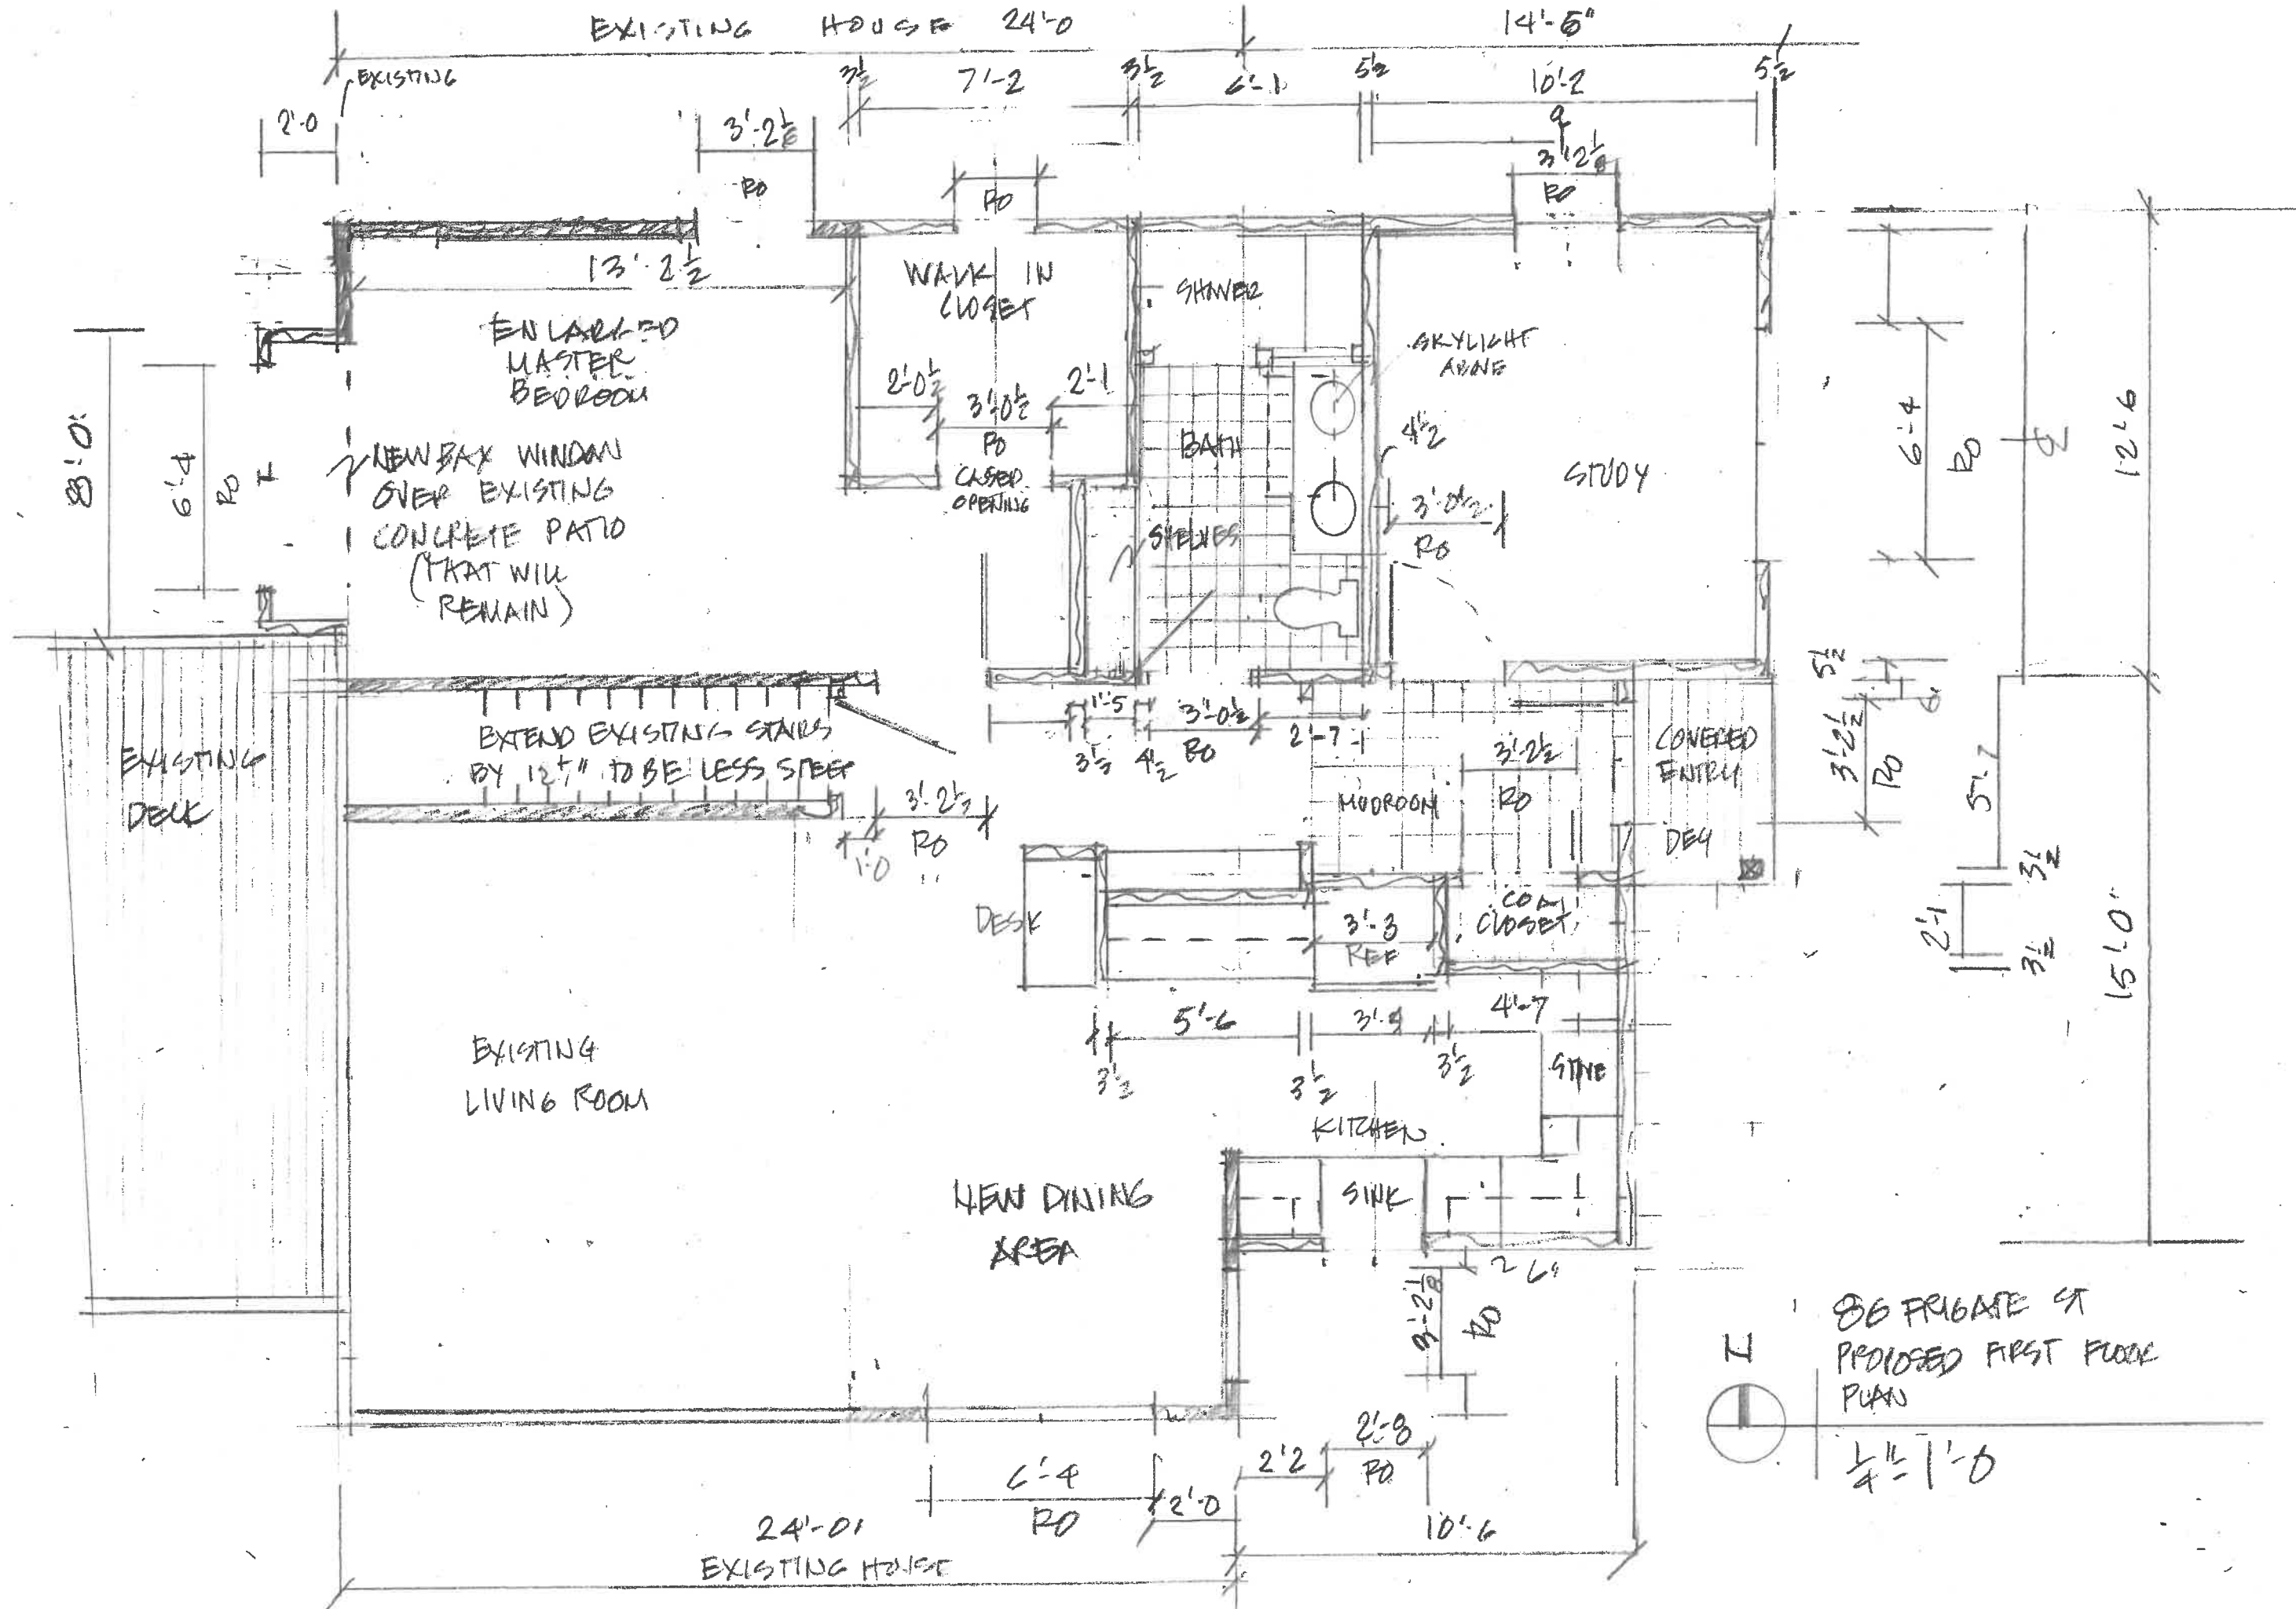 EXISTING HOUSE 24'-0
14'-5"
EXISTING
3½
7'-2
3½
6'-1
5½
10'-2
5½
2'-0
3'-2⅛
RO
RO
3'2⅛
RO
13'-2½
WALK IN
CLOSET
SHOWER
ENLARGED
MASTER
BEDROOM
SKYLIGHT
ABOVE
2'-0½
3'-0½
2'-1
RO
CASED
OPENING
BATH
4½
STUDY
8'-0"
6'-4
RO
NEW BAY WINDOW
OVER EXISTING
CONCRETE PATIO
(THAT WILL
REMAIN)
SHELVES
3'-0½
RO
6'-4
RO
12'-6
EXISTING
DECK
EXTEND EXISTING STAIRS
BY 12"± TO BE LESS STEEP
1'-5
3½
4½
3'-0½
RO
2'-7
3'-2½
RO
MUDROOM
COVERED
ENTRY
DECK
5½
6
3'-2½
RO
5'-7
3½
2'-1
3½
15'-0"
3'-2½
RO
1'-0
DESK
3'-3
REF
COAT
CLOSET
5'-6
4'-7
3½
3½
3½
STOVE
KITCHEN
EXISTING
LIVING ROOM
NEW DINING
AREA
SINK
2 6"
3'-2⅛
RO
86 FRIGATE ST
PROPOSED FIRST FLOOR
PLAN
¼"=1'-0
6'-4
RO
2'-0
2'2
2'-8
RO
10'-6
24'-0"
EXISTING HOUSE